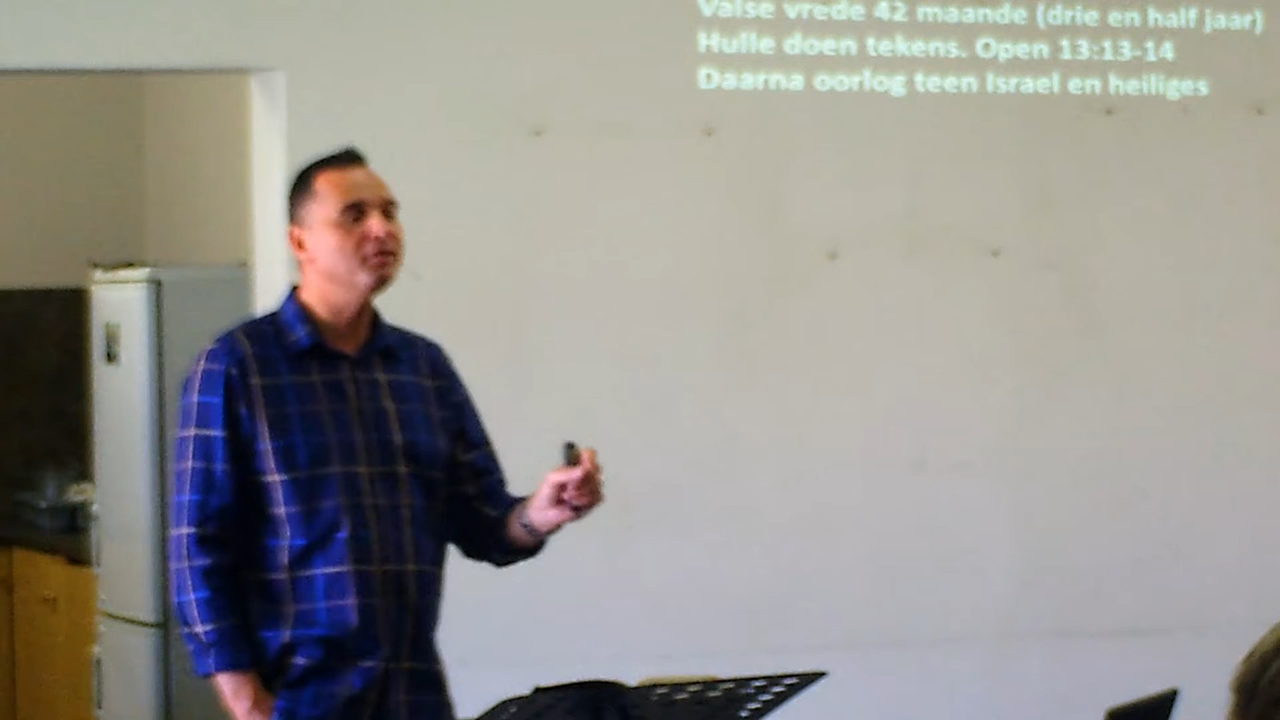 Valse vrede 42 maande (drie en half jaar)
Hulle doen tekens. Open 13:13-14
Daarna oorlog teen Israel en heiliges